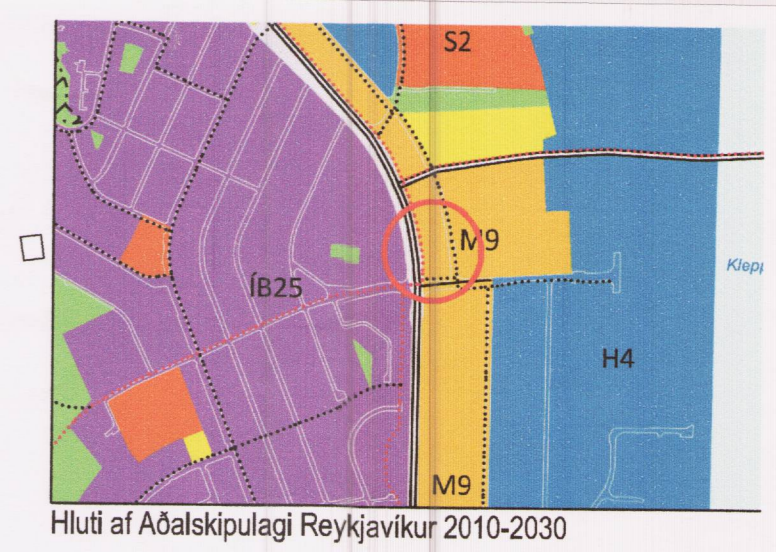 S2
M9
ÍB25
Klepp
H4
M9
Hluti af Aðalskipulagi Reykjavíkur 2010-2030